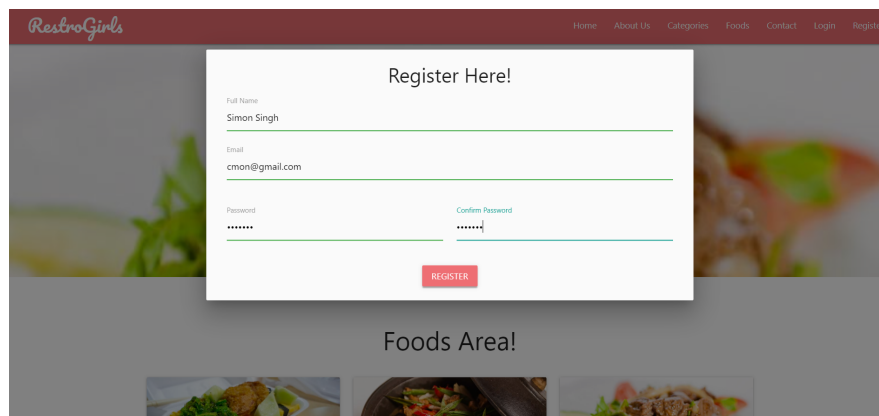 RestroGirls
Home About Us Categories Foods Contact Login Registe
Register Here!
Full Name
Simon Singh
Email
cmon@gmail.com
Password Confirm Password
••••••• •••••••
REGISTER
Foods Area!